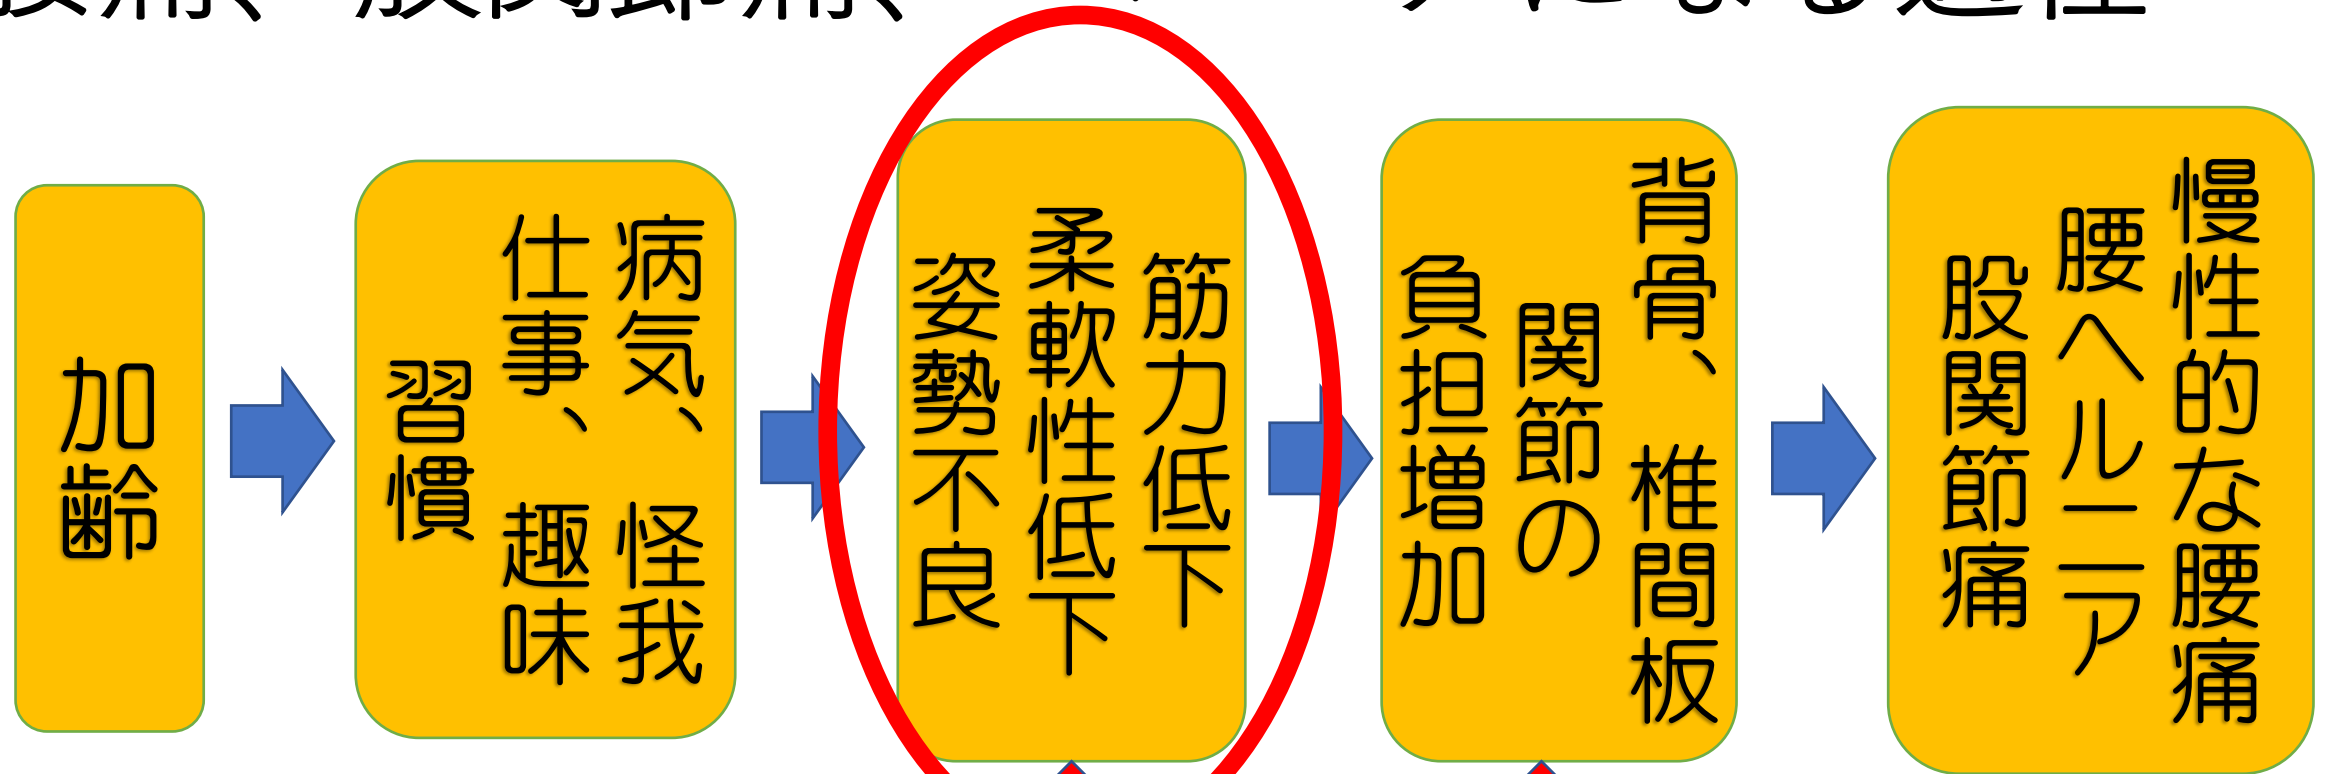 加齢
病気、怪我
仕事、趣味
習慣
筋力低下
柔軟性低下
姿勢不良
背骨、椎間板
関節の
負担増加
慢性的な腰痛
腰ヘルニア
股関節痛